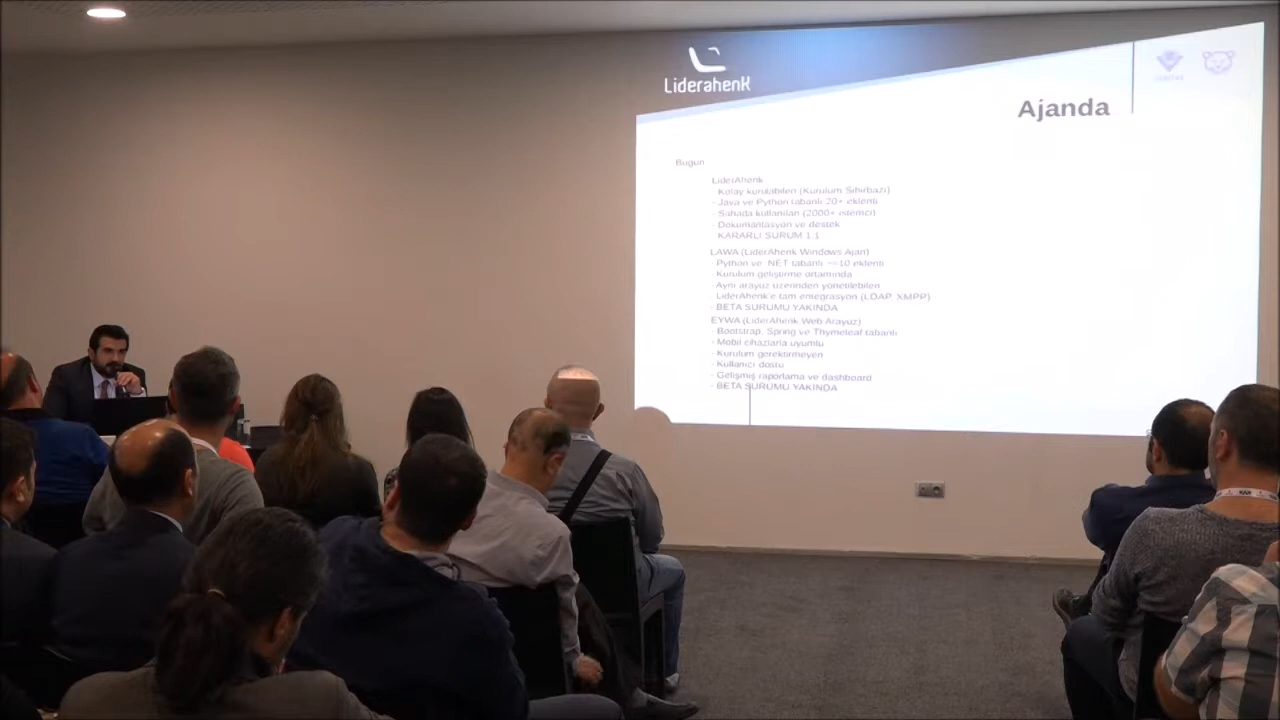 Liderahenk
Ajanda
Bugün
LiderAhenk
- Kolay kurulabilen (Kurulum Sihirbazı)
- Java ve Python tabanlı 20+ eklenti
- Sahada kullanılan (2000+ istemci)
- Dokümantasyon ve destek
- KARARLI SÜRÜM 1.1
LAWA (LiderAhenk Windows Ajan)
- Python ve .NET tabanlı ~=10 eklenti
- Kurulum geliştirme ortamında
- Aynı arayüz üzerinden yönetilebilen
- LiderAhenk'e tam entegrasyon (LDAP, XMPP)
- BETA SÜRÜMÜ YAKINDA
EYWA (LiderAhenk Web Arayüz)
- Bootstrap, Spring ve Thymeleaf tabanlı
- Mobil cihazlarla uyumlu
- Kurulum gerektirmeyen
- Kullanıcı dostu
- Gelişmiş raporlama ve dashboard
- BETA SÜRÜMÜ YAKINDA